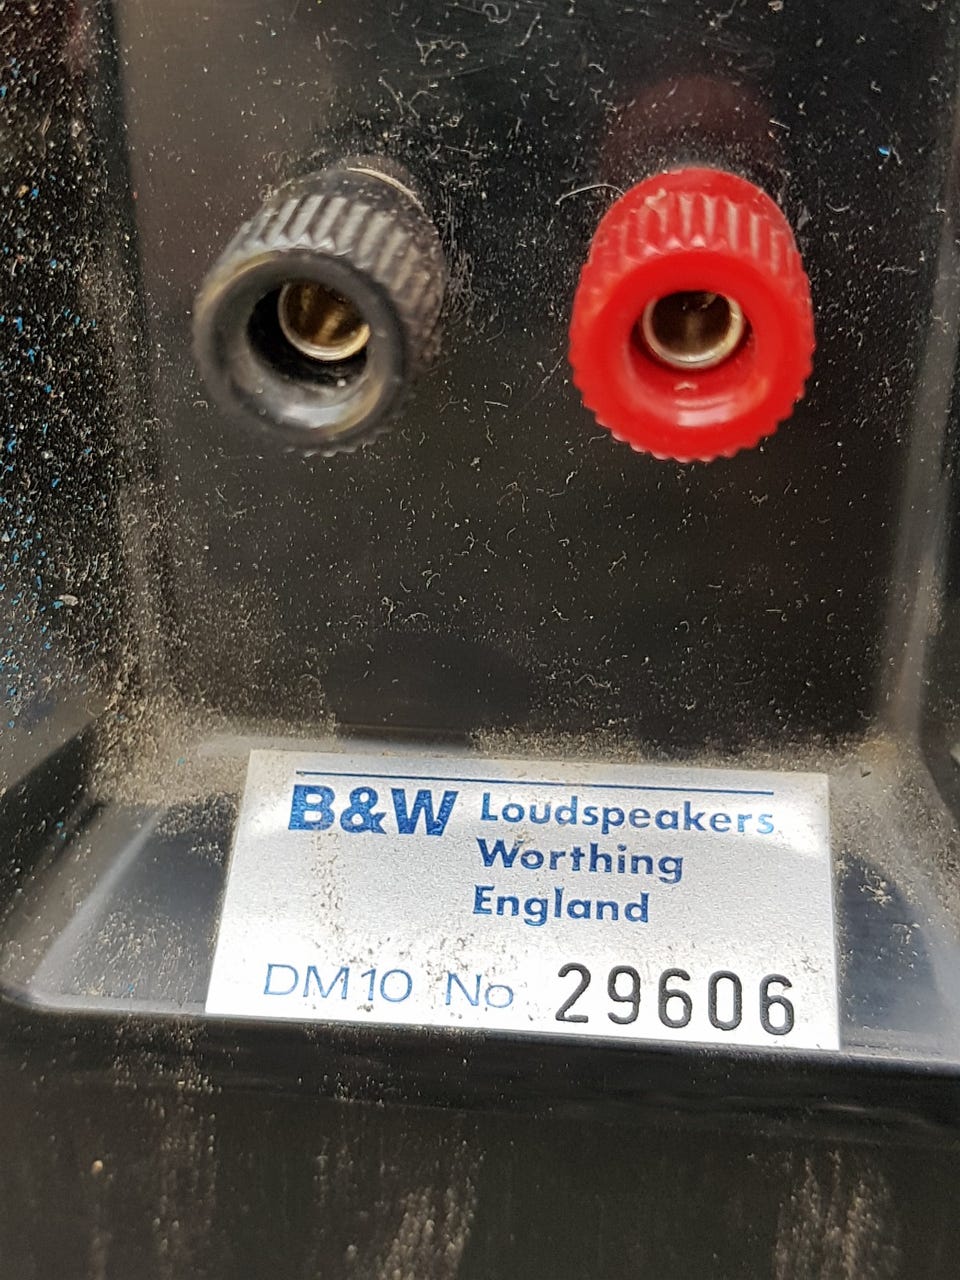 B&W Loudspeakers
Worthing
England
DM10 No 29606